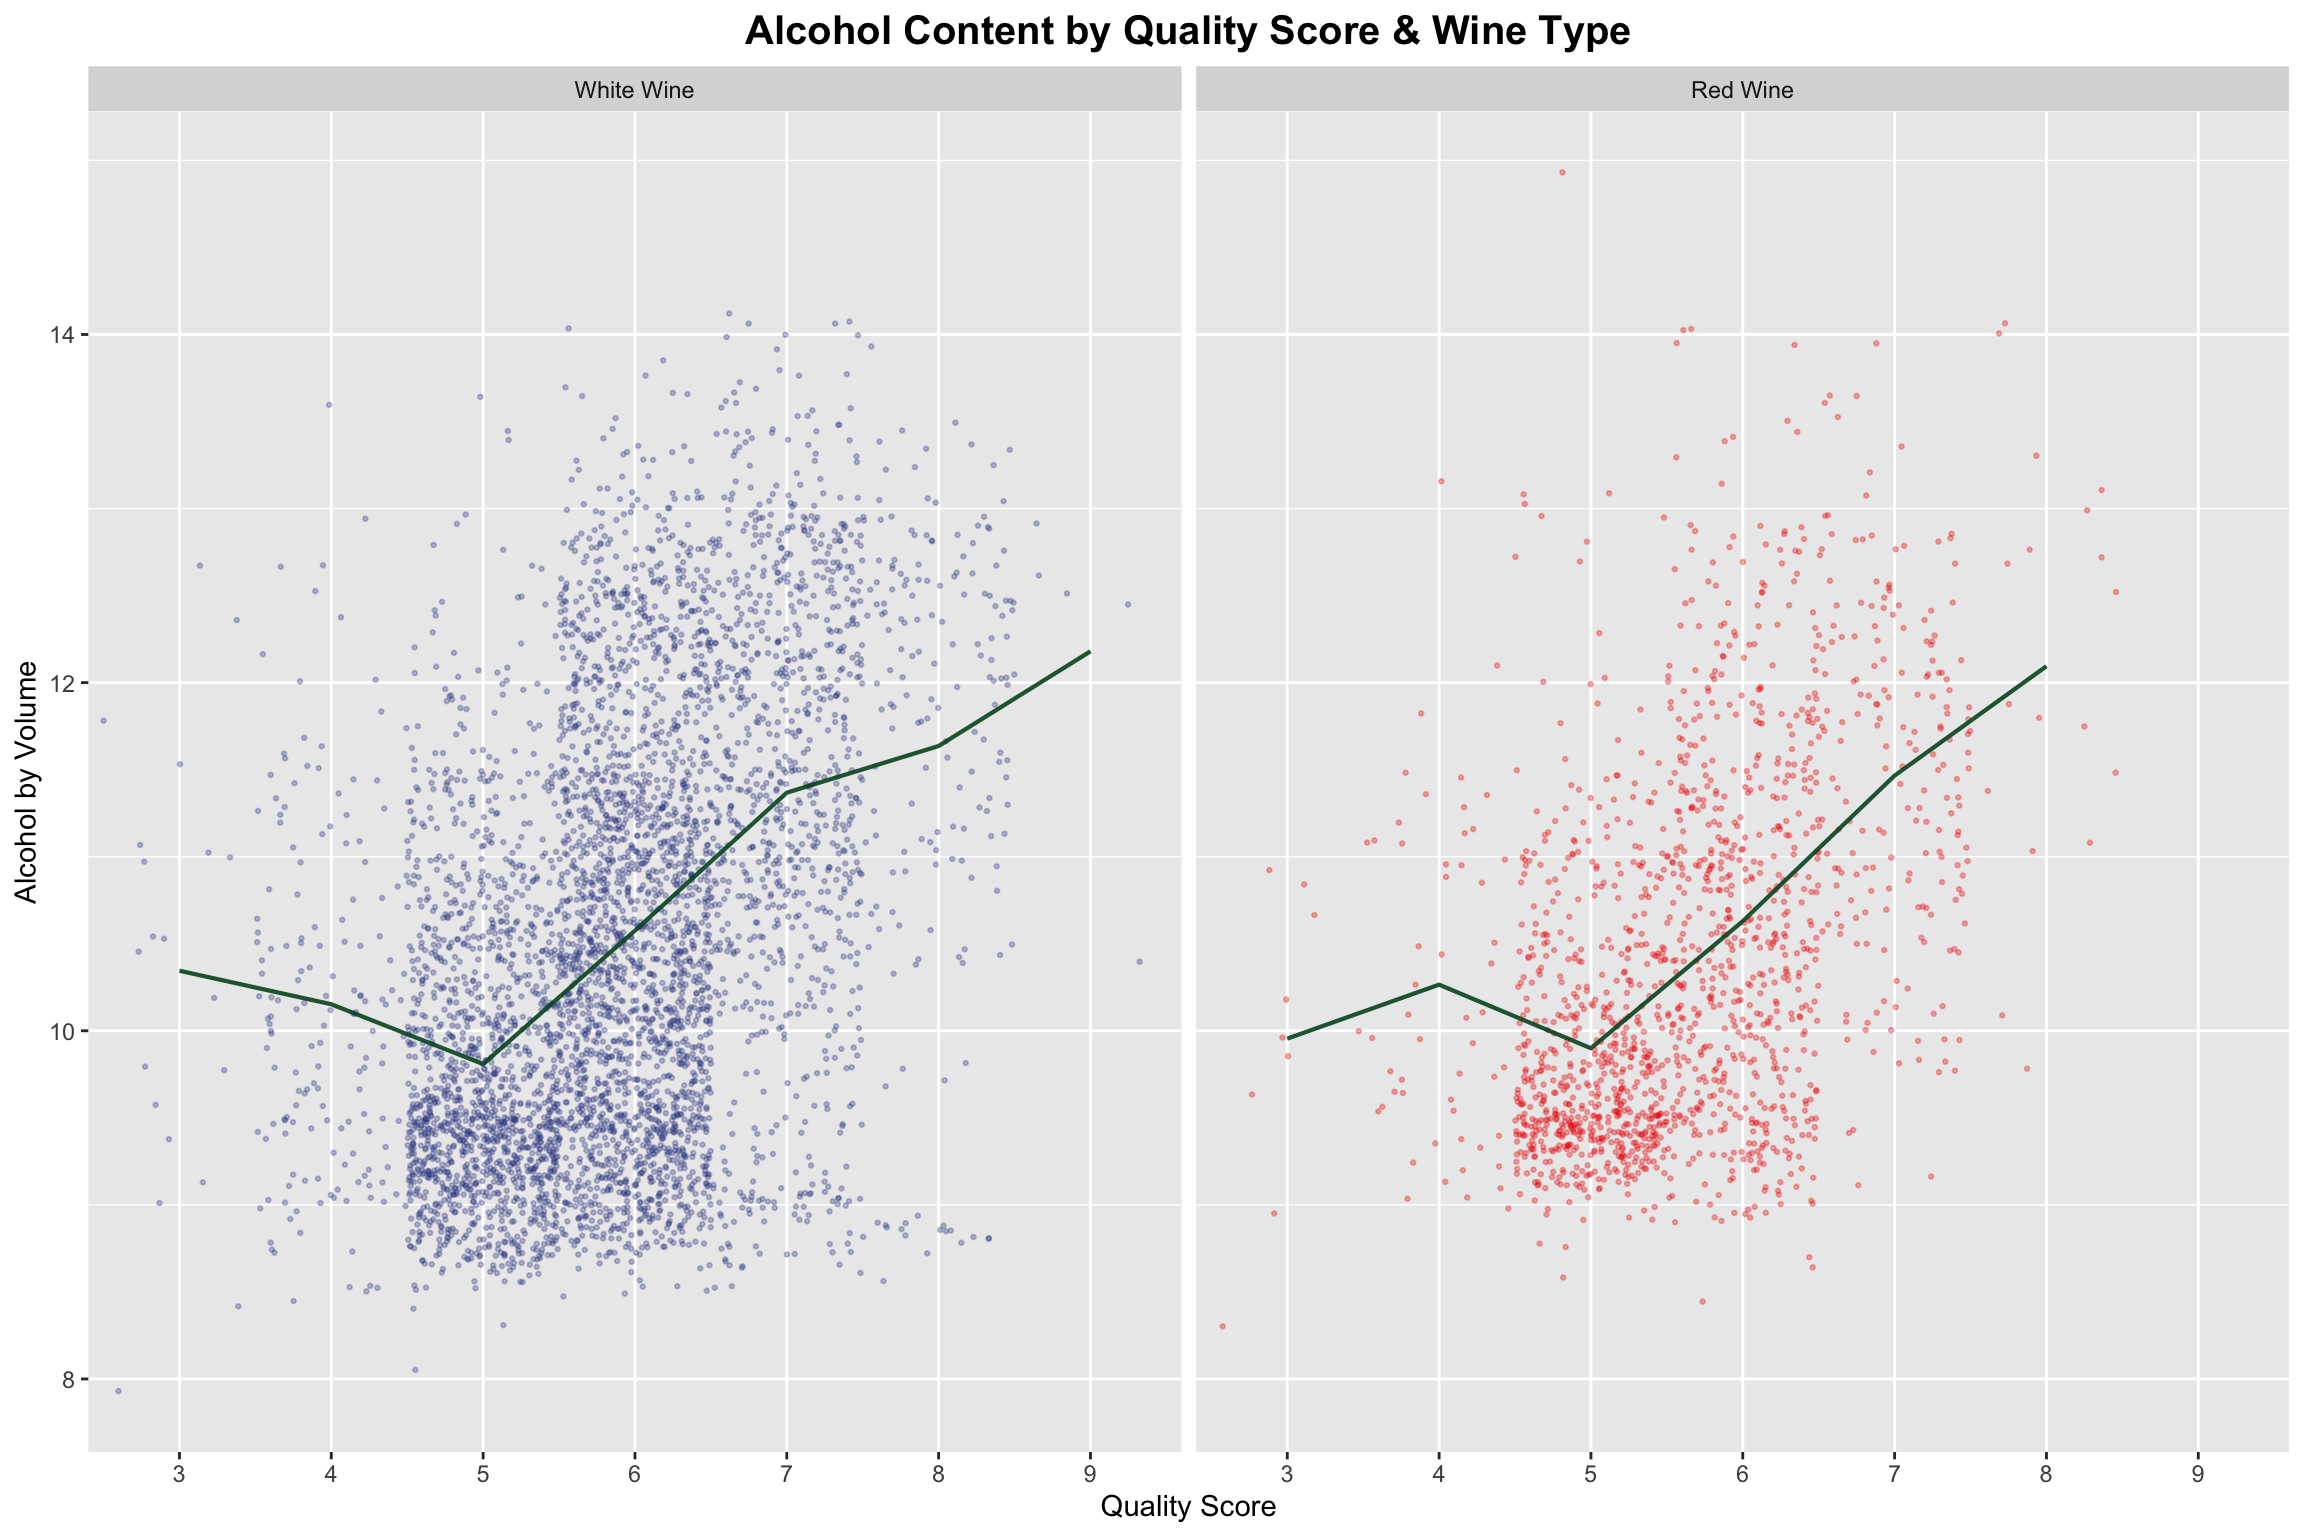 Alcohol Content by Quality Score & Wine Type
White Wine
Red Wine
Alcohol by Volume
14
12
10
8
3 4 5 6 7 8 9
3 4 5 6 7 8 9
Quality Score